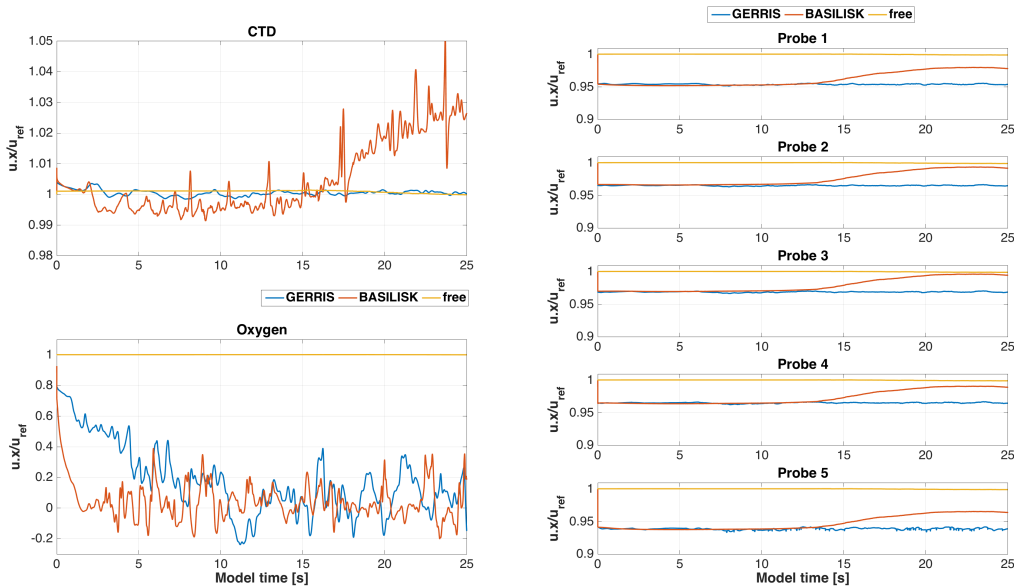 CTD
u.x/u_ref
1.05
1.04
1.03
1.02
1.01
1
0.99
0.98
0 5 10 15 20 25
GERRIS BASILISK free
Oxygen
u.x/u_ref
1
0.8
0.6
0.4
0.2
0
-0.2
0 5 10 15 20 25
Model time [s]
GERRIS BASILISK free
Probe 1
u.x/u_ref
1
0.95
0.9
0 5 10 15 20 25
Probe 2
u.x/u_ref
1
0.95
0.9
0 5 10 15 20 25
Probe 3
u.x/u_ref
1
0.95
0.9
0 5 10 15 20 25
Probe 4
u.x/u_ref
1
0.95
0.9
0 5 10 15 20 25
Probe 5
u.x/u_ref
1
0.95
0.9
0 5 10 15 20 25
Model time [s]